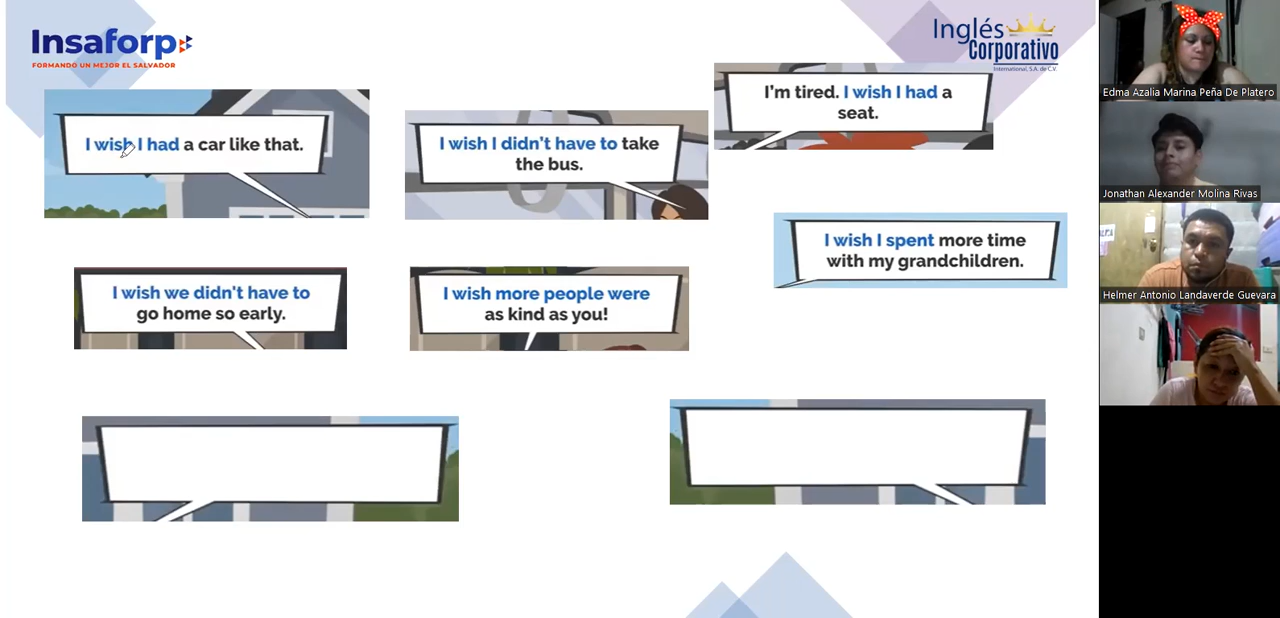 Insaforp
FORMANDO UN MEJOR EL SALVADOR
Inglés
Corporativo
International, S.A. de C.V.
I wish I had a car like that.
I wish I didn't have to take
the bus.
I'm tired. I wish I had a
seat.
I wish I spent more time
with my grandchildren.
I wish we didn't have to
go home so early.
I wish more people were
as kind as you!
Edma Azalia Marina Peña De Platero
Jonathan Alexander Molina Rivas
Helmer Antonio Landaverde Guevara